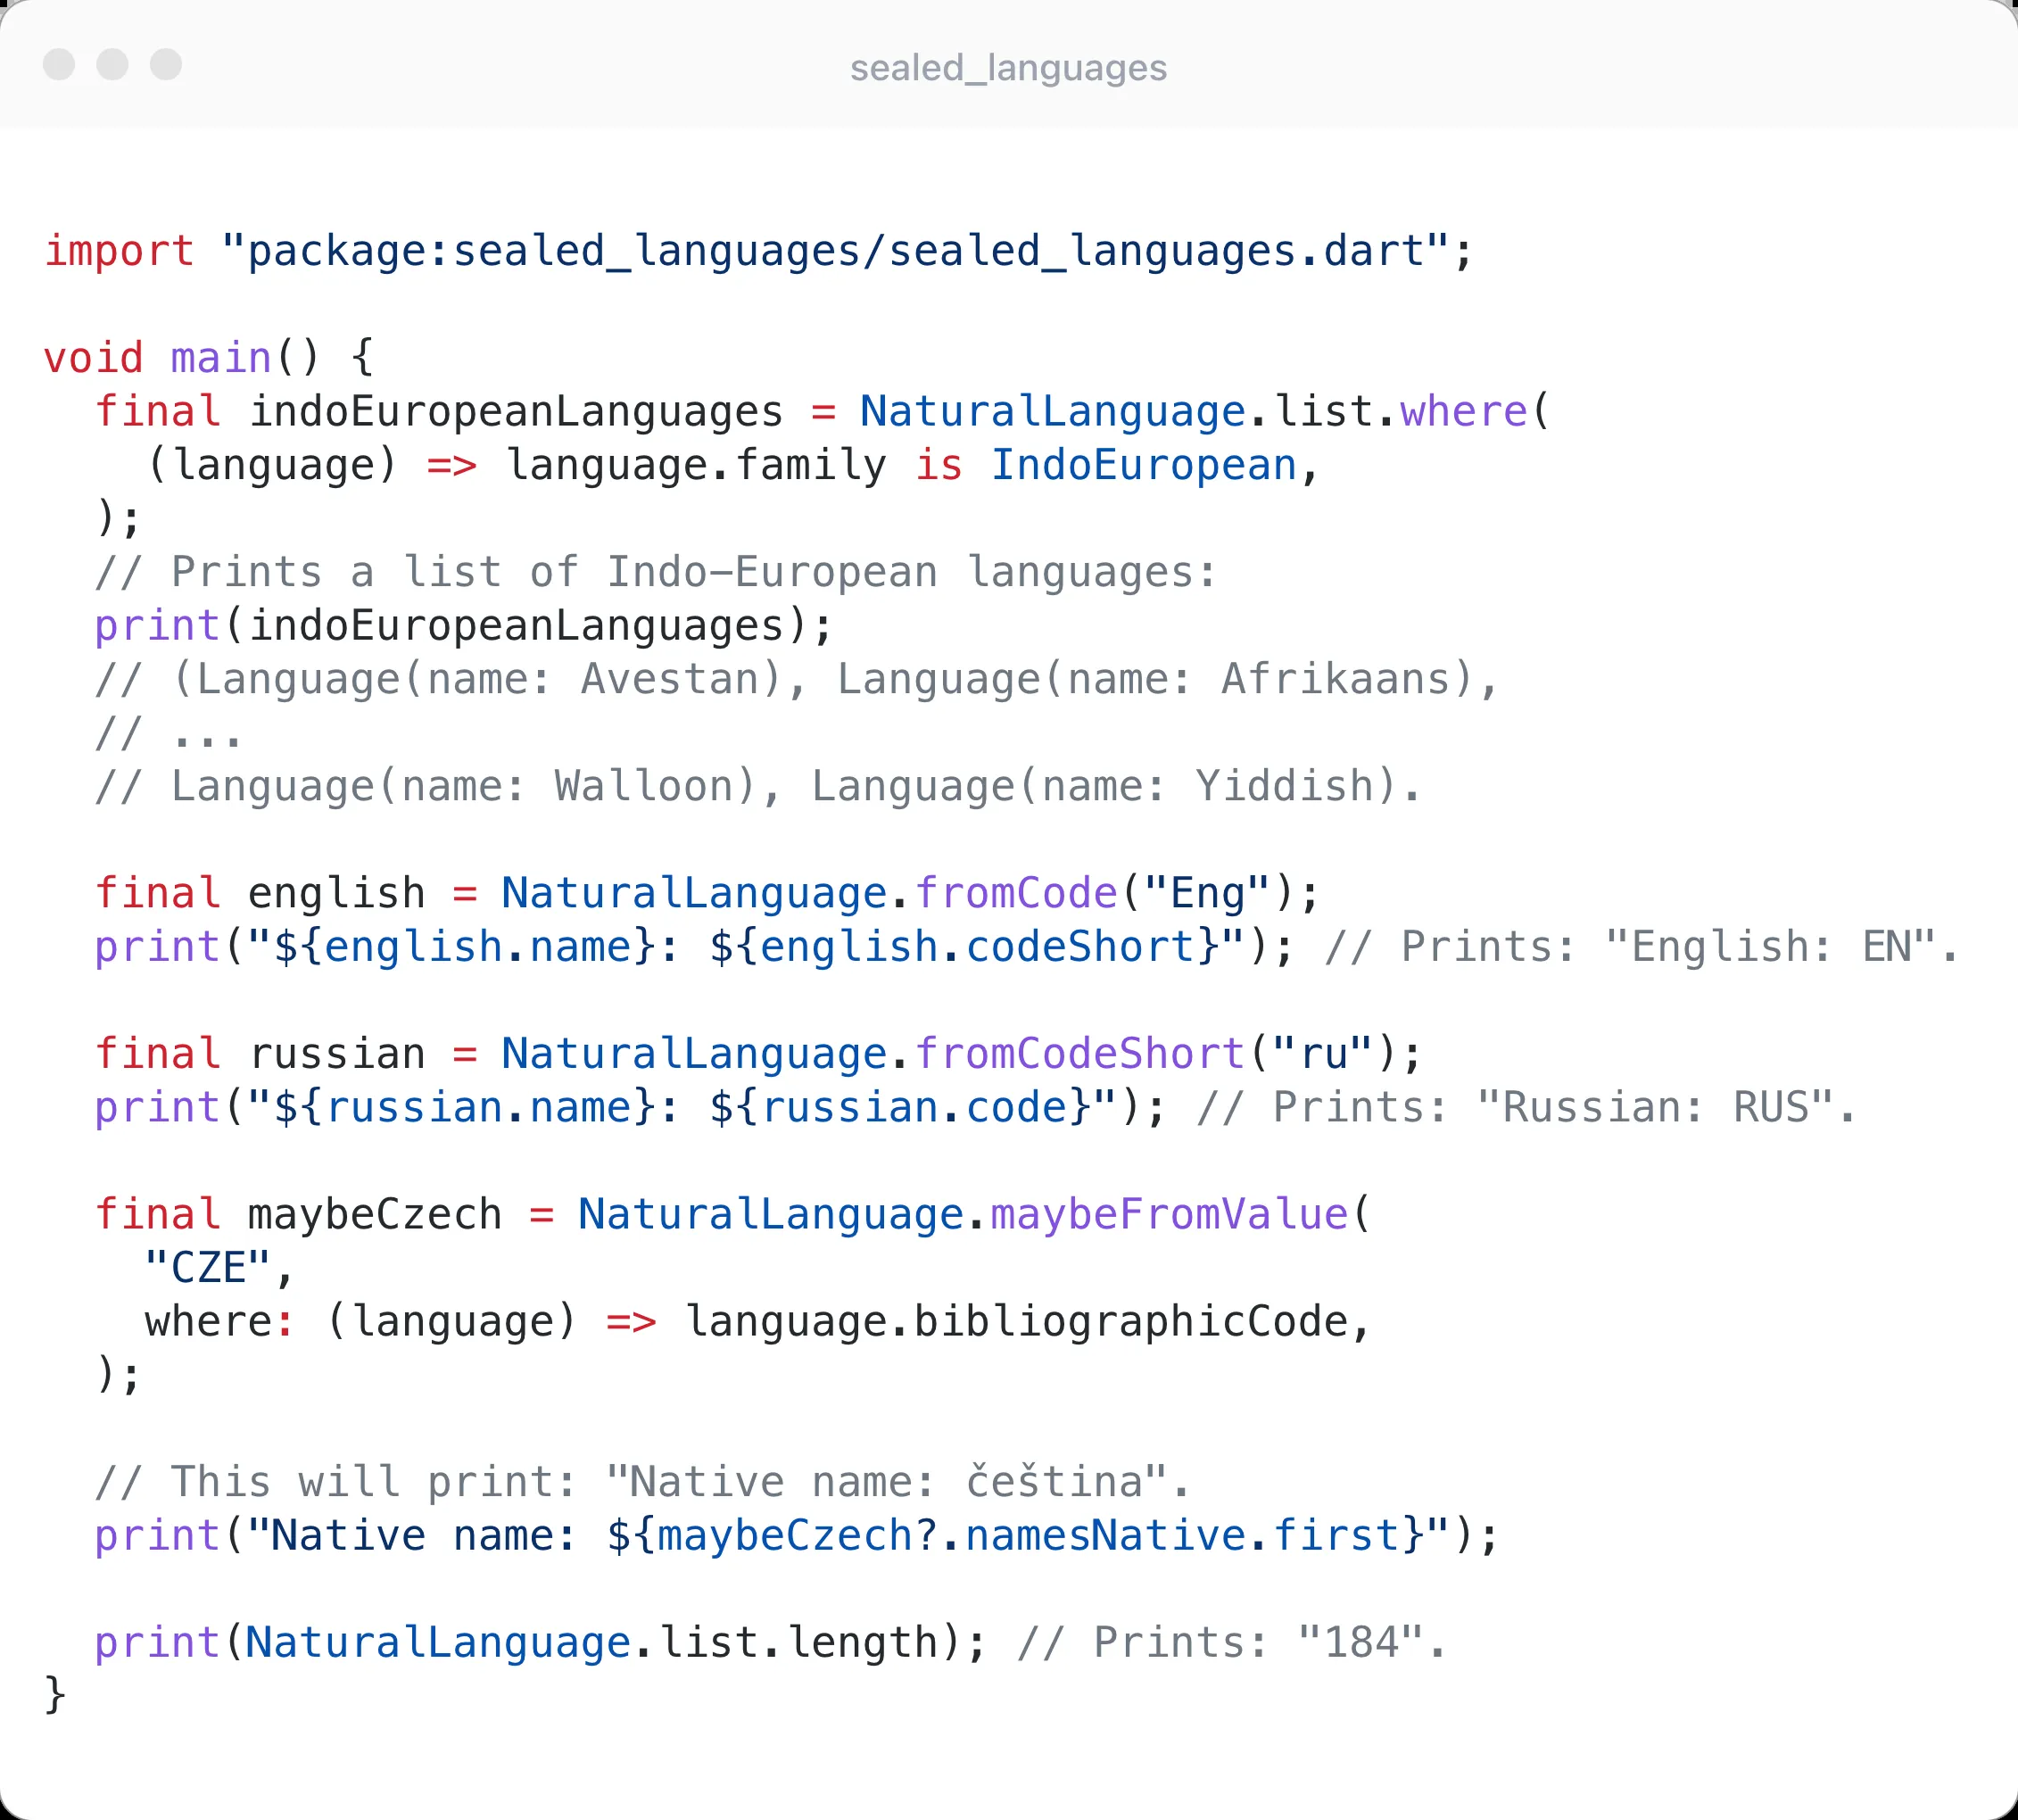 sealed_languages
import "package:sealed_languages/sealed_languages.dart";
void main() {
  final indoEuropeanLanguages = NaturalLanguage.list.where(
    (language) => language.family is IndoEuropean,
  );
  // Prints a list of Indo-European languages:
  print(indoEuropeanLanguages);
  // (Language(name: Avestan), Language(name: Afrikaans),
  // ...
  // Language(name: Walloon), Language(name: Yiddish).
  final english = NaturalLanguage.fromCode("Eng");
  print("${english.name}: ${english.codeShort}"); // Prints: "English: EN".
  final russian = NaturalLanguage.fromCodeShort("ru");
  print("${russian.name}: ${russian.code}"); // Prints: "Russian: RUS".
  final maybeCzech = NaturalLanguage.maybeFromValue(
    "CZE",
    where: (language) => language.bibliographicCode,
  );
  // This will print: "Native name: čeština".
  print("Native name: ${maybeCzech?.namesNative.first}");
  print(NaturalLanguage.list.length); // Prints: "184".
}